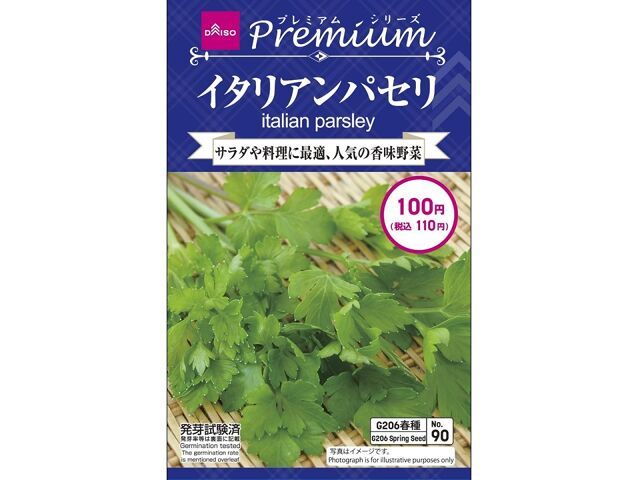 DAISO
プレミアム シリーズ
Premium
イタリアンパセリ
italian parsley
サラダや料理に最適、人気の香味野菜
100円
(税込 110円)
発芽試験済
発芽率等は裏面に記載
Germination tested
The germination rate
is mentioned overleaf
G206春種
G206 Spring Seed
No.
90
写真はイメージです。
Photograph is for illustrative purposes only